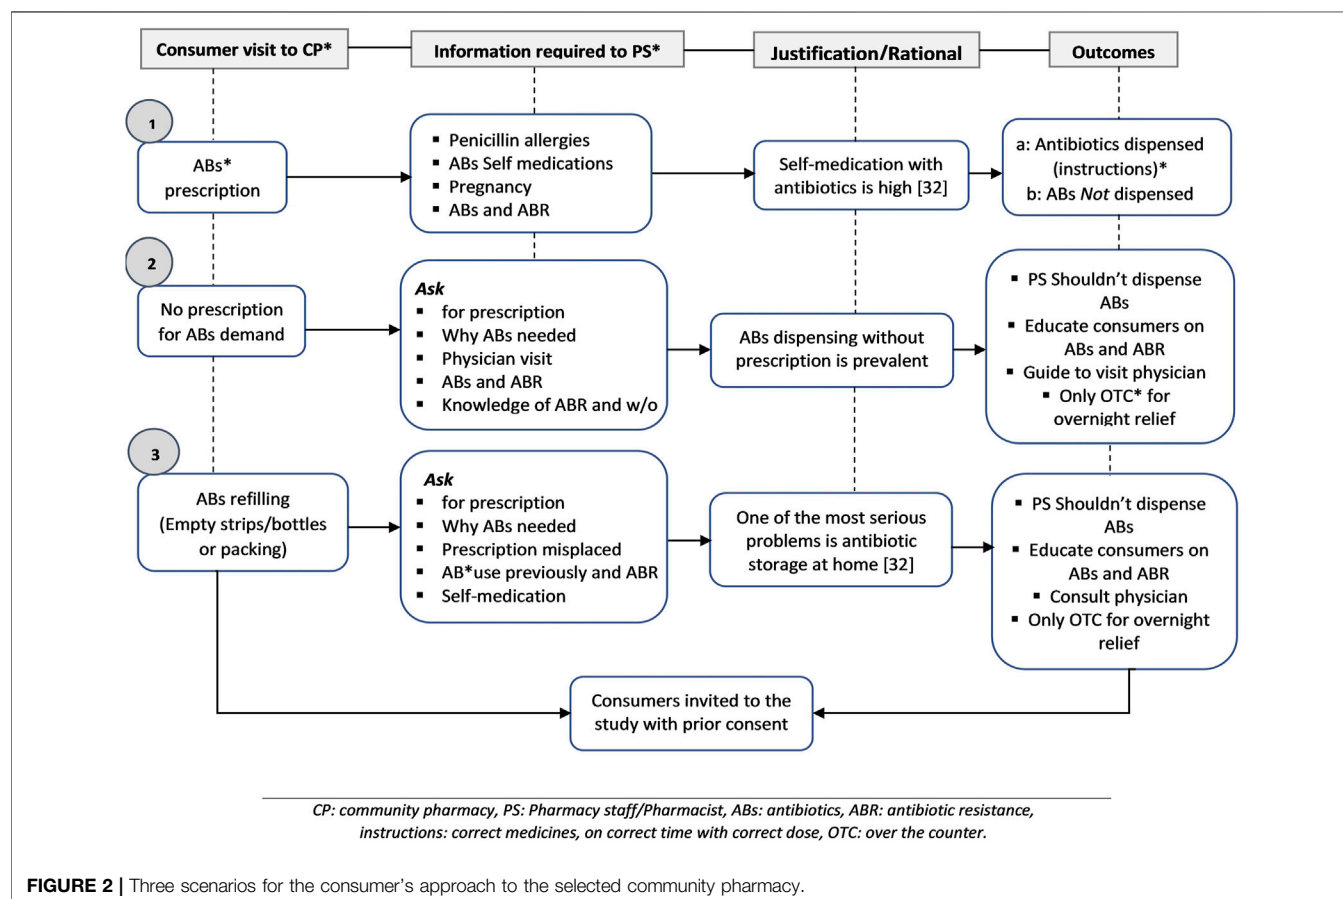 Consumer visit to CP*
Information required to PS*
Justification/Rational
Outcomes
1
ABs*
prescription
▪ Penicillin allergies
▪ ABs Self medications
▪ Pregnancy
▪ ABs and ABR
Self-medication with
antibiotics is high [32]
a: Antibiotics dispensed
(instructions)*
b: ABs Not dispensed
2
No prescription
for ABs demand
Ask
▪ for prescription
▪ Why ABs needed
▪ Physician visit
▪ ABs and ABR
▪ Knowledge of ABR and w/o
ABs dispensing without
prescription is prevalent
▪ PS Shouldn’t dispense
ABs
▪ Educate consumers on
ABs and ABR
▪ Guide to visit physician
▪ Only OTC* for
overnight relief
3
ABs refilling
(Empty strips/bottles
or packing)
Ask
▪ for prescription
▪ Why ABs needed
▪ Prescription misplaced
▪ AB*use previously and ABR
▪ Self-medication
One of the most serious
problems is antibiotic
storage at home [32]
▪ PS Shouldn’t dispense
ABs
▪ Educate consumers on
ABs and ABR
▪ Consult physician
▪ Only OTC for overnight
relief
Consumers invited to the
study with prior consent
CP: community pharmacy, PS: Pharmacy staff/Pharmacist, ABs: antibiotics, ABR: antibiotic resistance,
instructions: correct medicines, on correct time with correct dose, OTC: over the counter.
FIGURE 2 | Three scenarios for the consumer’s approach to the selected community pharmacy.